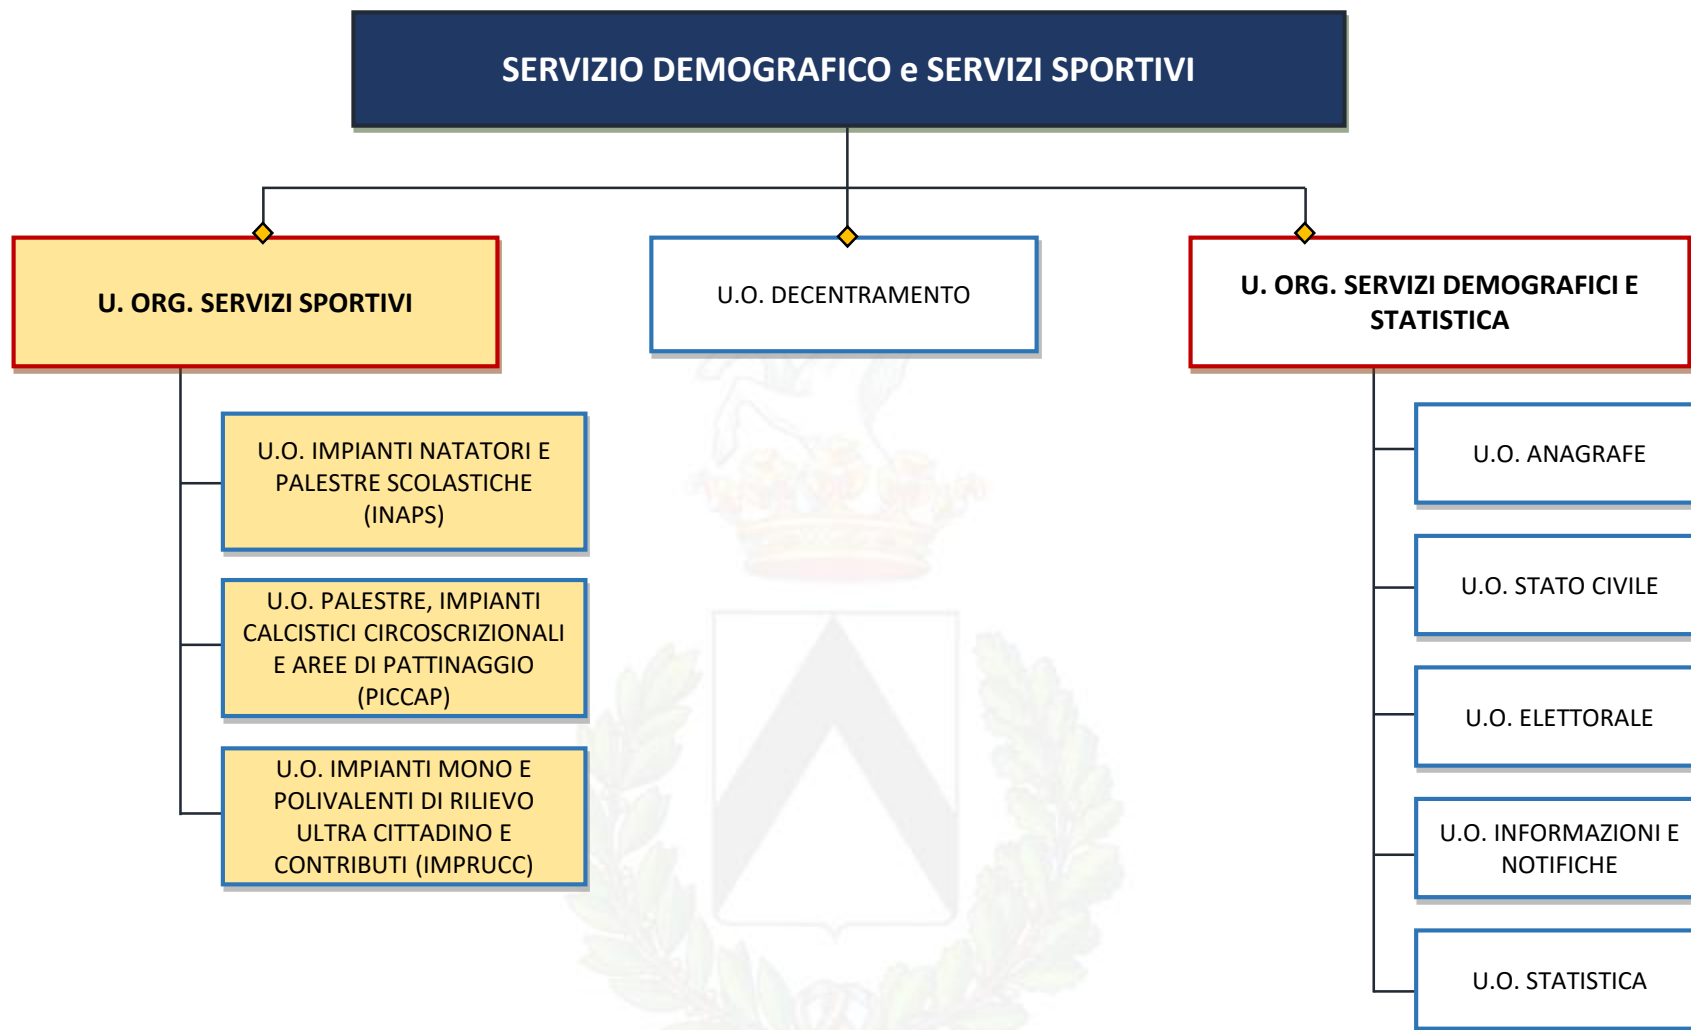 SERVIZIO DEMOGRAFICO e SERVIZI SPORTIVI
U. ORG. SERVIZI SPORTIVI
U.O. IMPIANTI NATATORI E
PALESTRE SCOLASTICHE
(INAPS)
U.O. PALESTRE, IMPIANTI
CALCISTICI CIRCOSCRIZIONALI
E AREE DI PATTINAGGIO
(PICCAP)
U.O. IMPIANTI MONO E
POLIVALENTI DI RILIEVO
ULTRA CITTADINO E
CONTRIBUTI (IMPRUCC)
U.O. DECENTRAMENTO
U. ORG. SERVIZI DEMOGRAFICI E
STATISTICA
U.O. ANAGRAFE
U.O. STATO CIVILE
U.O. ELETTORALE
U.O. INFORMAZIONI E
NOTIFICHE
U.O. STATISTICA